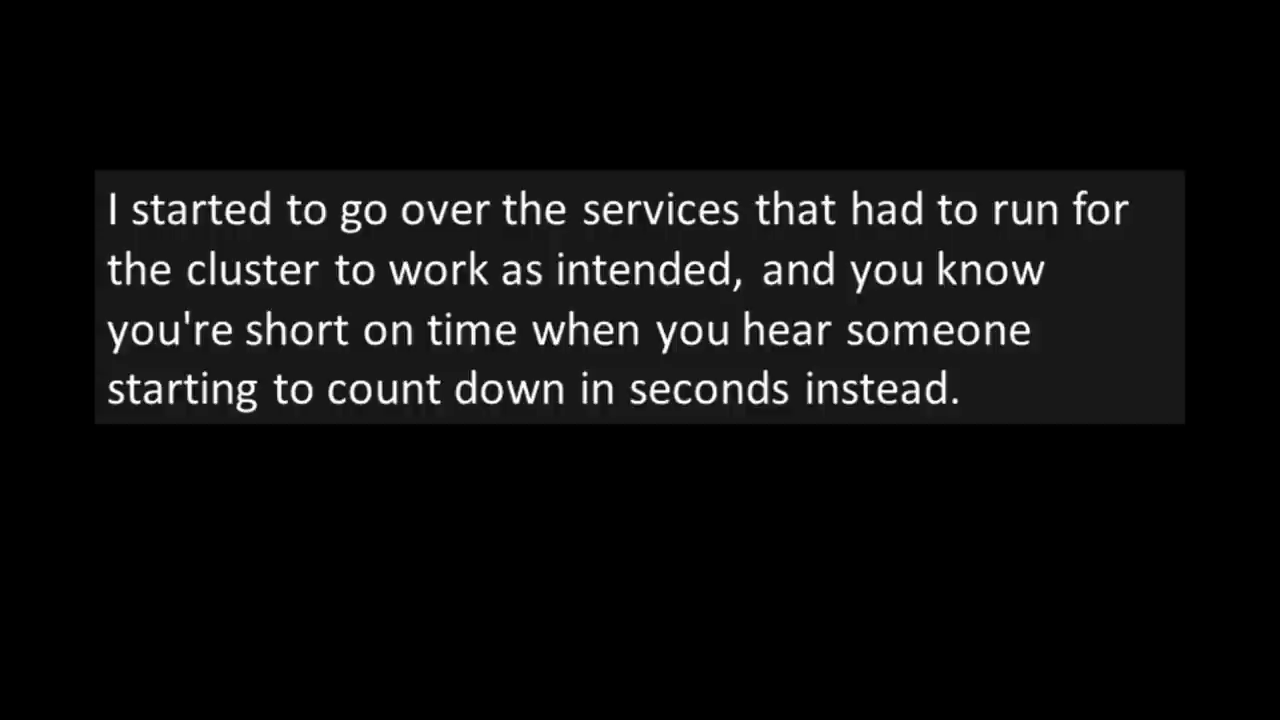 I started to go over the services that had to run for
the cluster to work as intended, and you know
you're short on time when you hear someone
starting to count down in seconds instead.